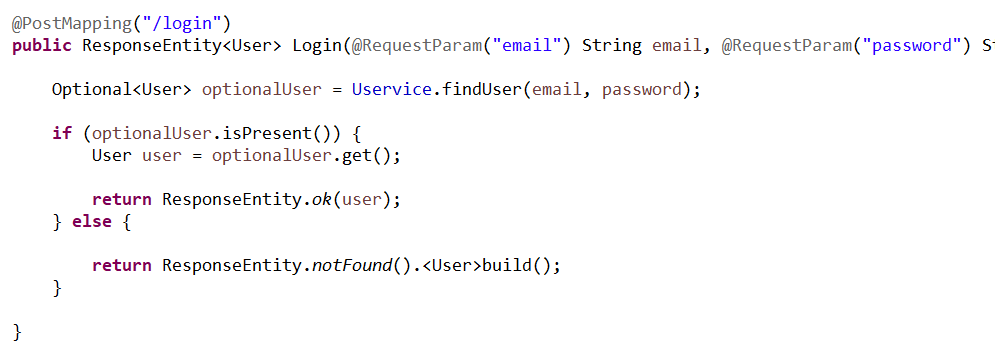 @PostMapping("/login")
public ResponseEntity<User> Login(@RequestParam("email") String email, @RequestParam("password") St
Optional<User> optionalUser = Uservice.findUser(email, password);
if (optionalUser.isPresent()) {
User user = optionalUser.get();
return ResponseEntity.ok(user);
} else {
return ResponseEntity.notFound().<User>build();
}
}